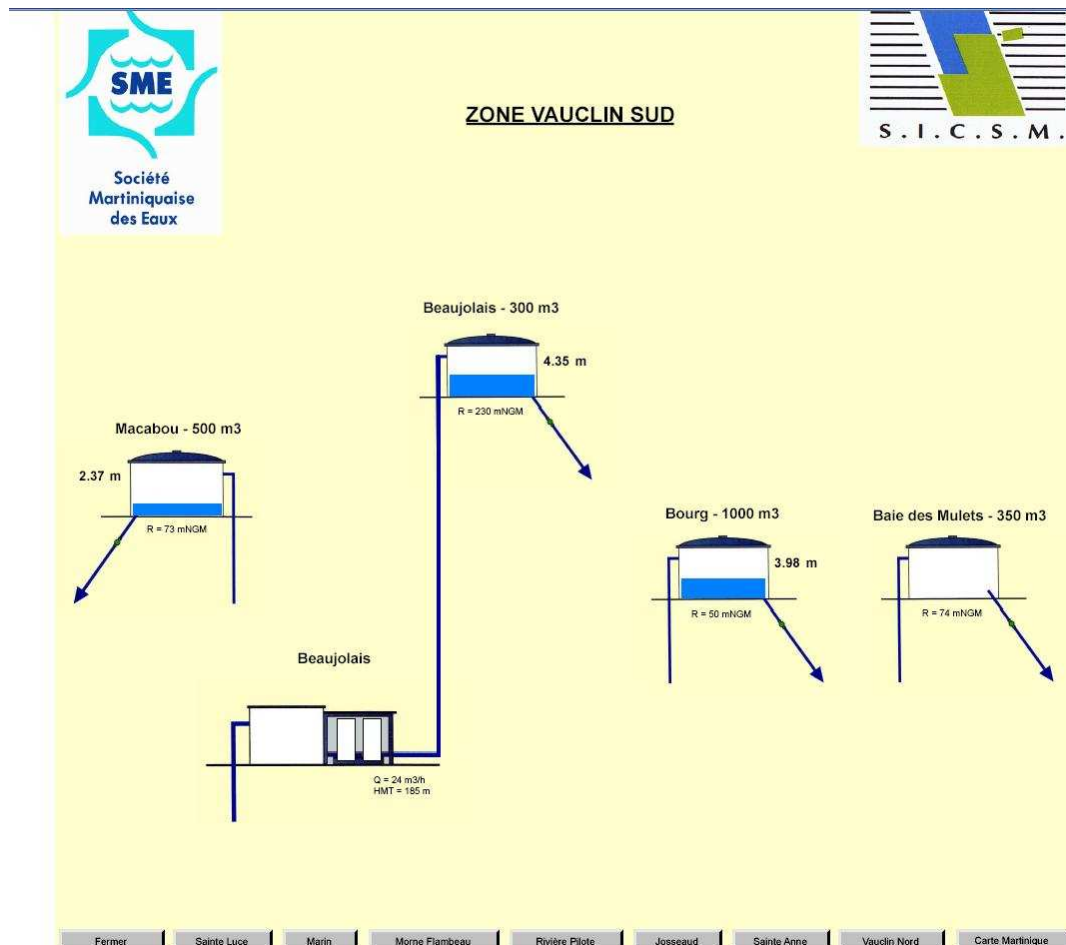 SME
Société
Martiniquaise
des Eaux
ZONE VAUCLIN SUD
S.I.C.S.M.
Beaujolais - 300 m3
4.35 m
R = 230 mNGM
Macabou - 500 m3
2.37 m
R = 73 mNGM
Bourg - 1000 m3
3.98 m
R = 50 mNGM
Baie des Mulets - 350 m3
R = 74 mNGM
Beaujolais
Q = 24 m3/h
HMT = 185 m
Fermer
Sainte Luce
Marin
Morne Flambeau
Rivière Pilote
Josseaud
Sainte Anne
Vauclin Nord
Carte Martinique